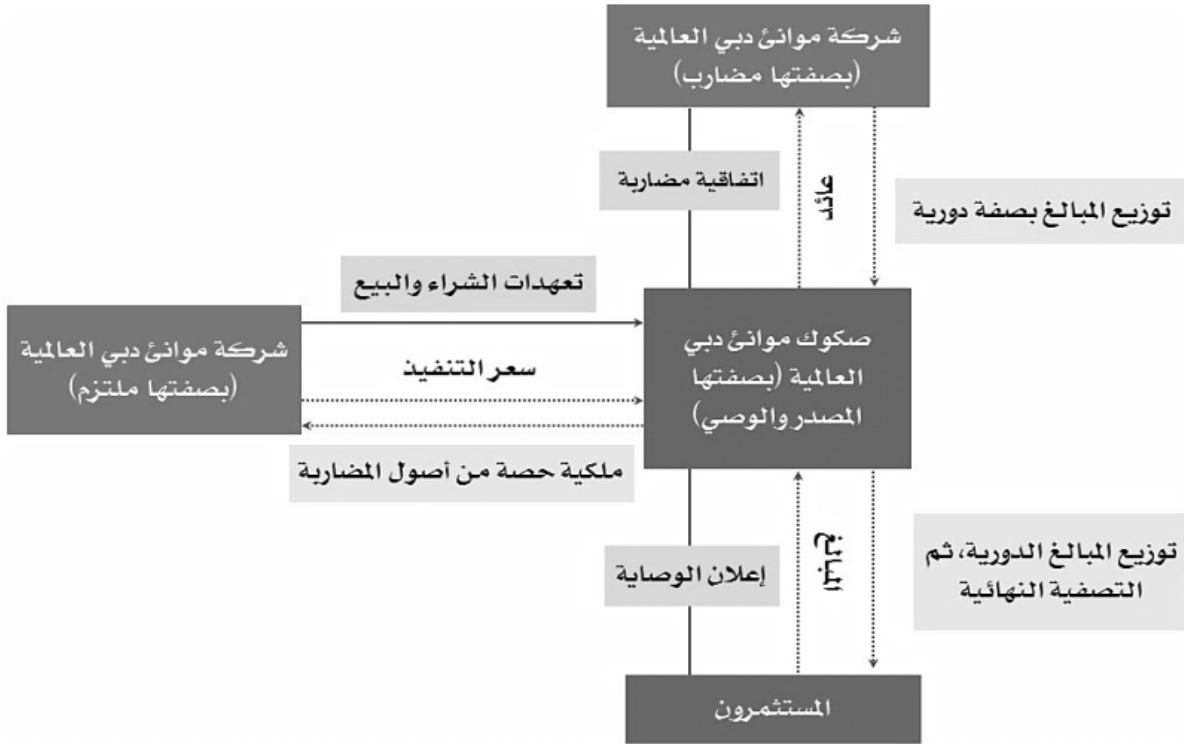 شركة موانئ دبي العالمية
(بصفتها مضارب)
اتفاقية مضاربة
عائد
توزيع المبالغ بصفة دورية
تعهدات الشراء والبيع
شركة موانئ دبي العالمية
(بصفتها ملتزم)
سعر التنفيذ
صكوك موانئ دبي
العالمية (بصفتها
المصدر والوصي)
ملكية حصة من أصول المضاربة
إعلان الوصاية
المبالغ
توزيع المبالغ الدورية، ثم
التصفية النهائية
المستثمرون